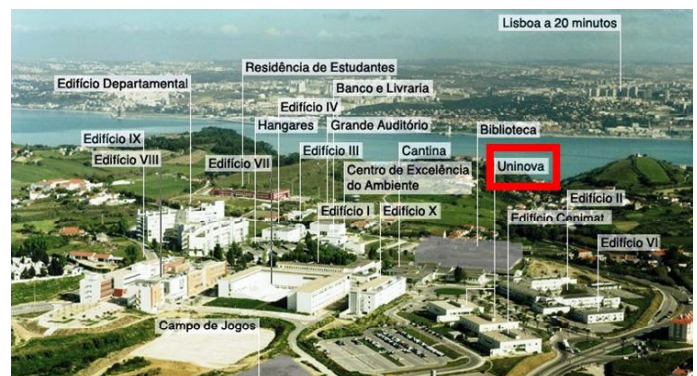 Lisboa a 20 minutos
Residência de Estudantes
Edifício Departamental
Banco e Livraria
Edifício IV
Hangares
Grande Auditório
Biblioteca
Edifício IX
Edifício VIII
Edifício VII
Edifício III
Cantina
Uninova
Centro de Excelência
do Ambiente
Edifício II
Edifício I
Edifício X
Edifício Cenimat
Edifício VI
Campo de Jogos